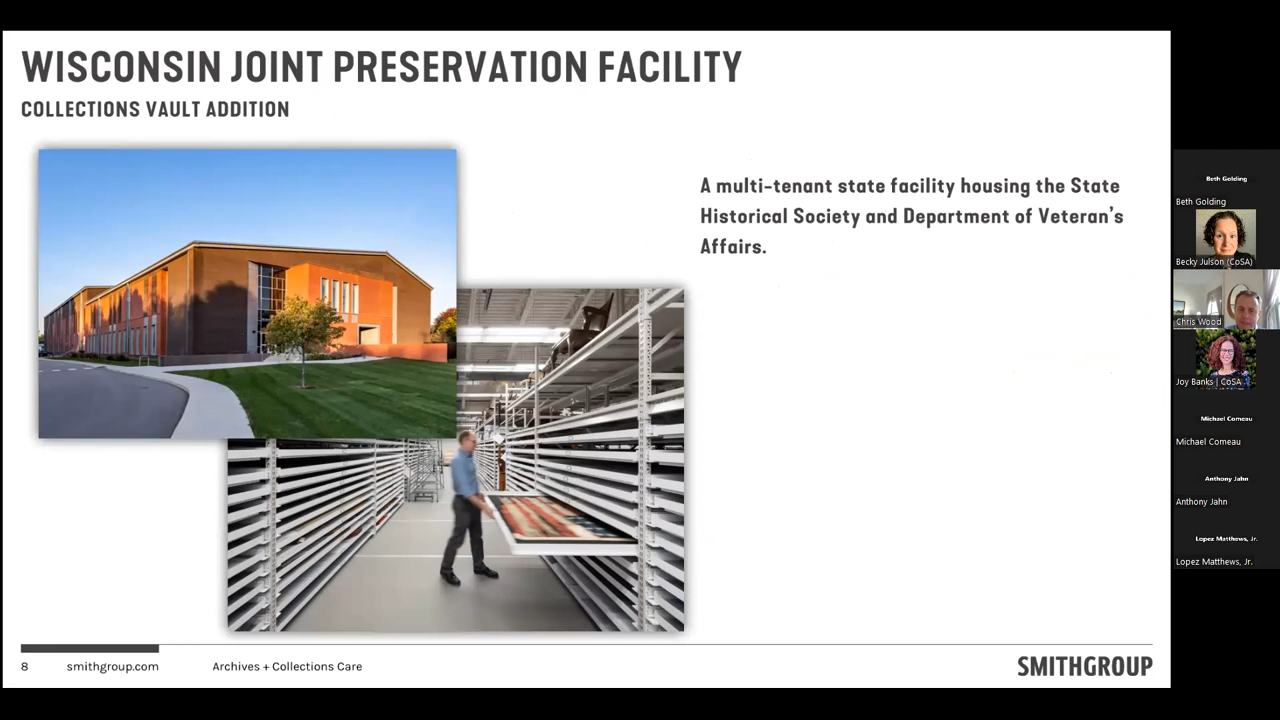 WISCONSIN JOINT PRESERVATION FACILITY
COLLECTIONS VAULT ADDITION
A multi-tenant state facility housing the State
Historical Society and Department of Veteran's
Affairs.
8 smithgroup.com Archives + Collections Care SMITHGROUP
Beth Golding
Beth Golding
Becky Julson (CoSA)
Chris Wood
Joy Banks | CoSA
Michael Comeau
Michael Comeau
Anthony Jahn
Anthony Jahn
Lopez Matthews, Jr.
Lopez Matthews, Jr.